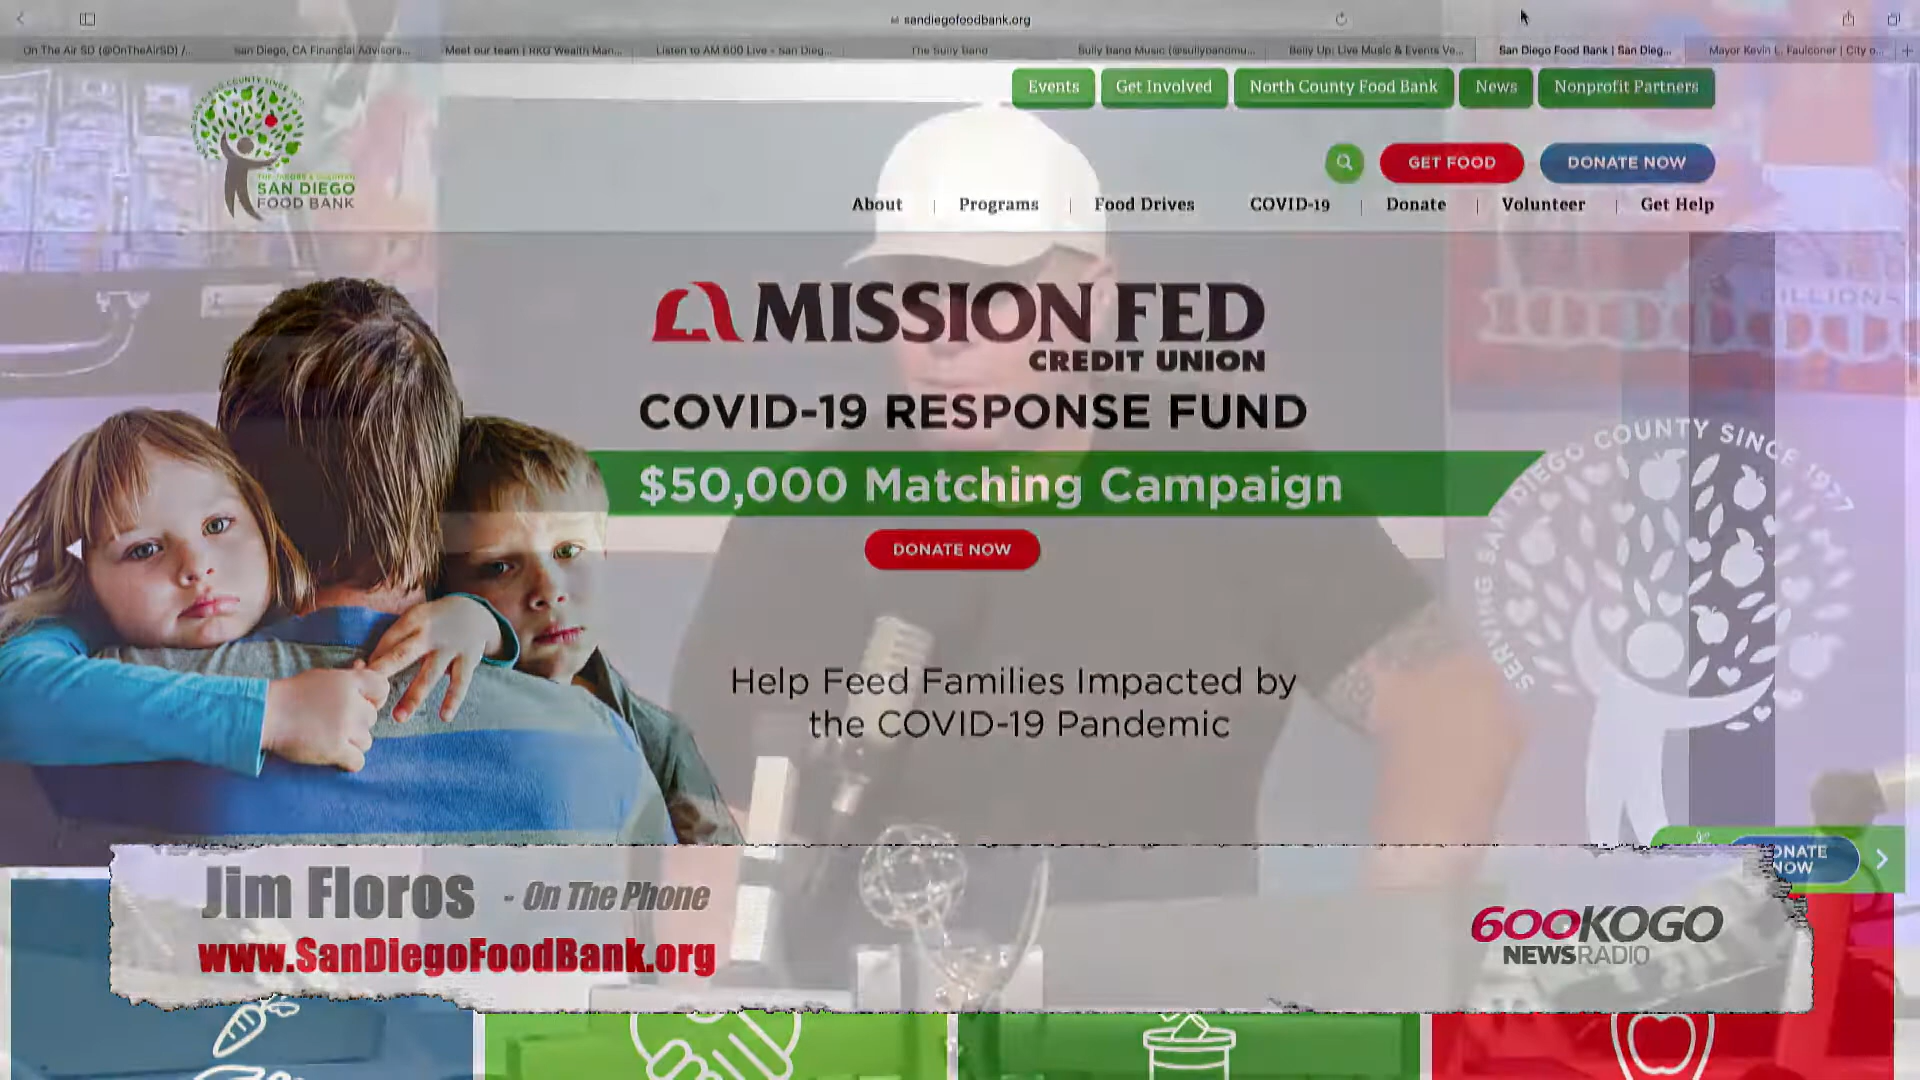 sandiegofoodbank.org
On The Air SD (@OnTheAirSD) /...
San Diego, CA Financial Advisors...
Meet our team | RKG Wealth Man...
Listen to AM 600 Live - San Dieg...
The Sully Band
Sully Band Music (@sullybandmu...
Belly Up: Live Music & Events Ve...
San Diego Food Bank | San Dieg...
Mayor Kevin L. Faulconer | City o...
Events
Get Involved
North County Food Bank
News
Nonprofit Partners
SAN DIEGO
FOOD BANK
GET FOOD
DONATE NOW
About
Programs
Food Drives
COVID-19
Donate
Volunteer
Get Help
MISSION FED
CREDIT UNION
COVID-19 RESPONSE FUND
$50,000 Matching Campaign
DONATE NOW
Help Feed Families Impacted by
the COVID-19 Pandemic
SERVING SAN DIEGO COUNTY SINCE 1977
DONATE
NOW
Jim Floros - On The Phone
www.SanDiegoFoodBank.org
600KOGO
NEWSRADIO